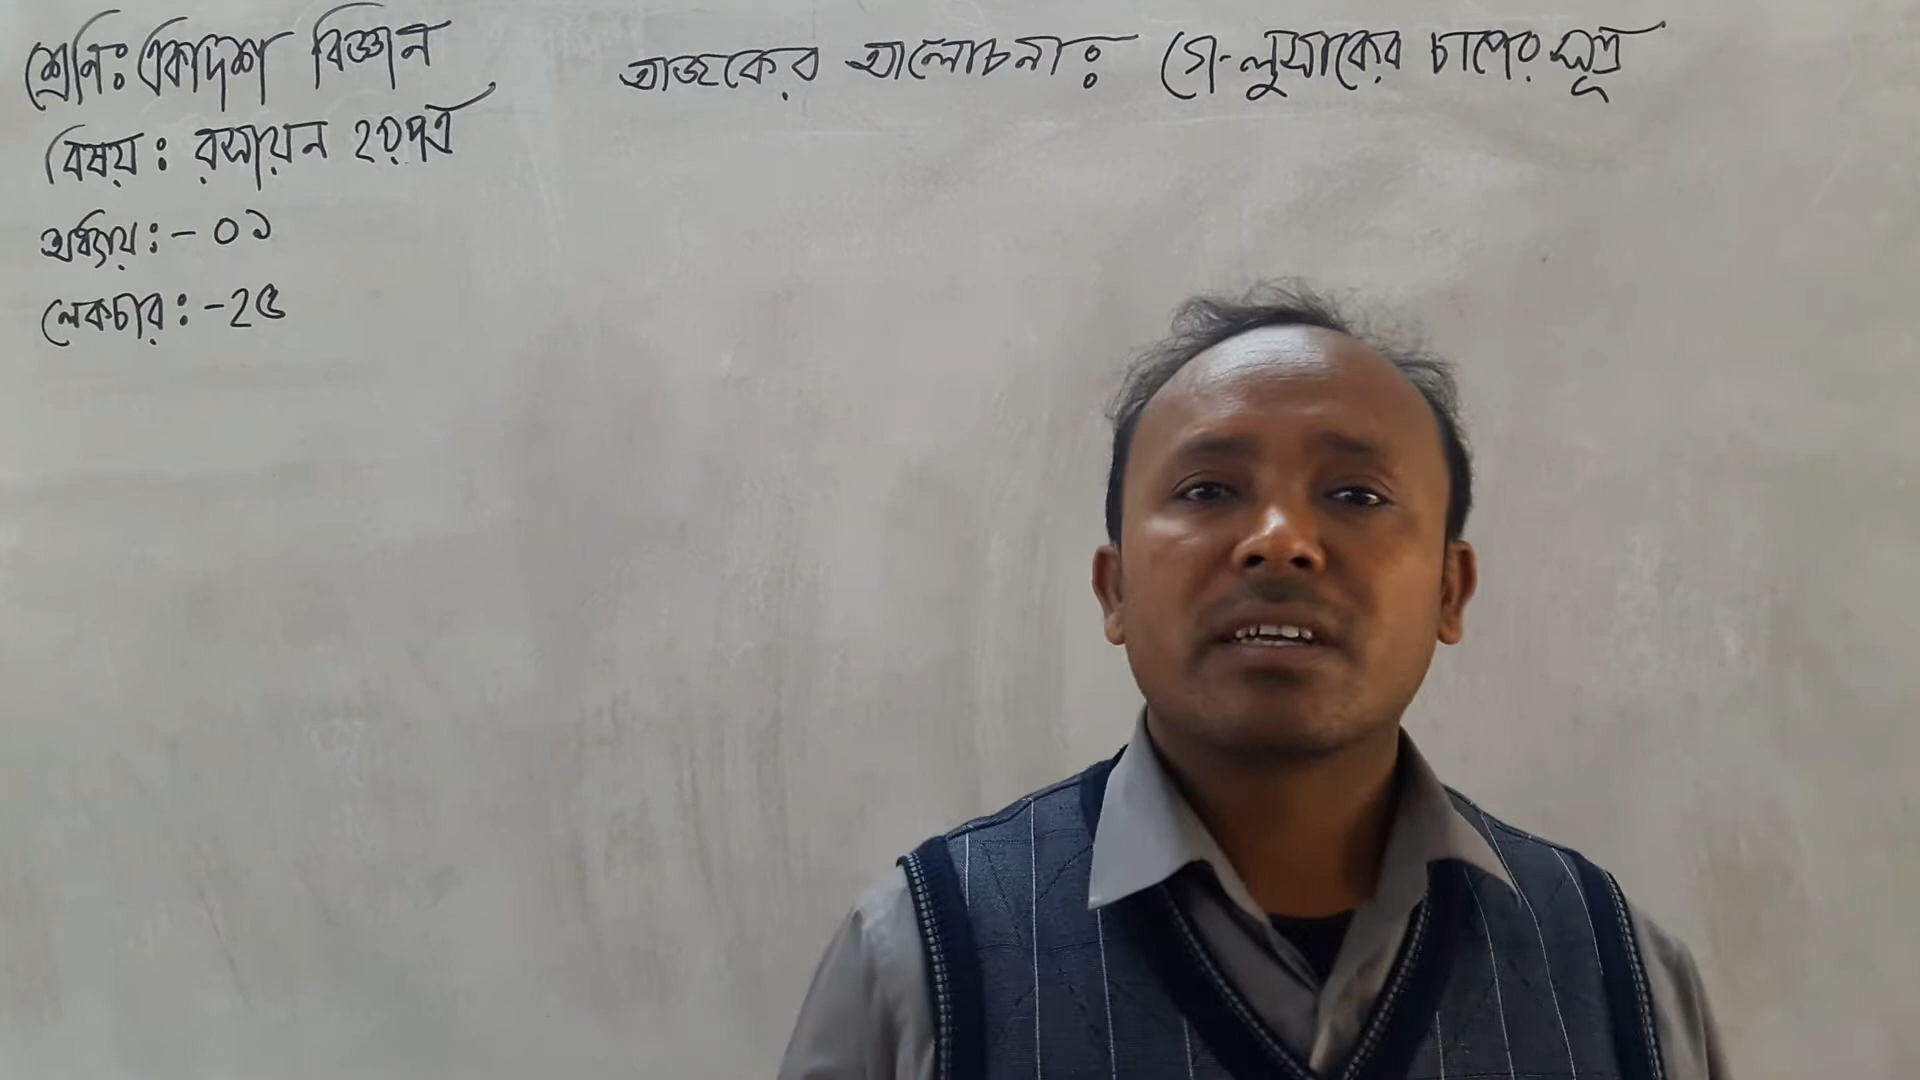 শ্রেনিঃ একাদশ বিজ্ঞান
বিষয়ঃ রসায়ন ২য়পত্র
অধ্যায়ঃ- ০১
লেকচারঃ-২৫
আজকের আলোচনাঃ গে-লুসাকের চাপের সূত্র